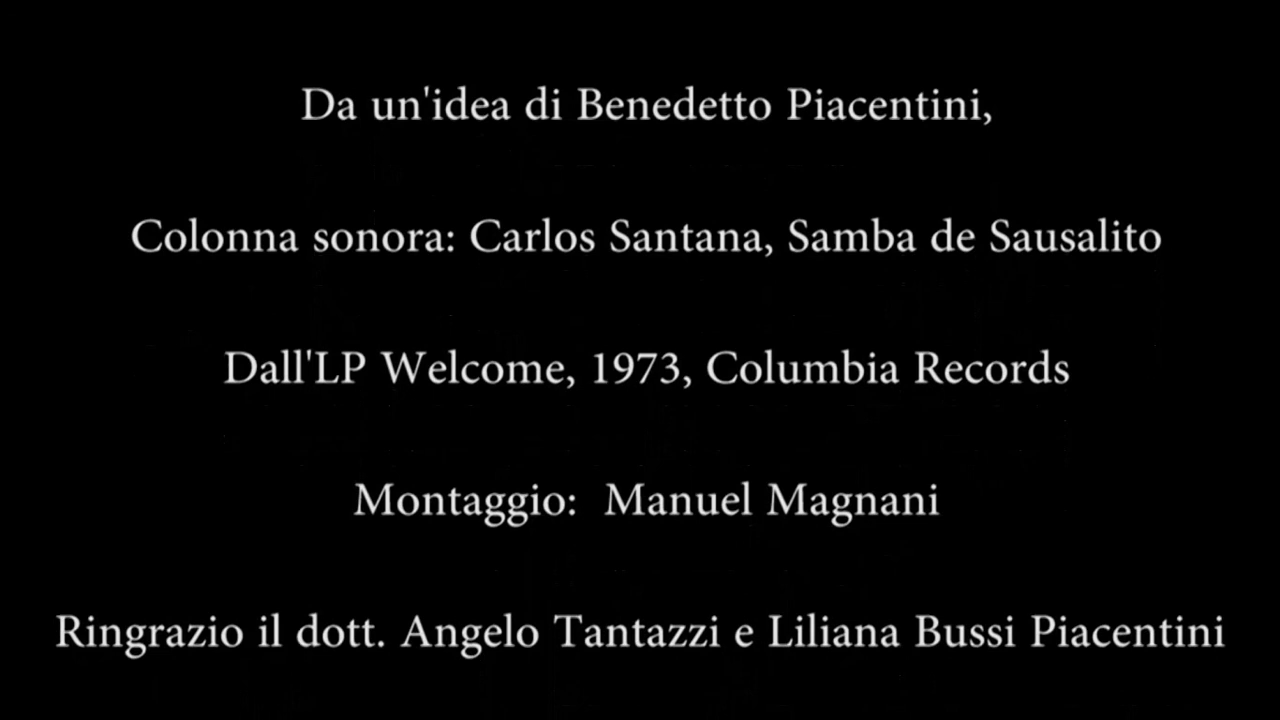 Da un'idea di Benedetto Piacentini,
Colonna sonora: Carlos Santana, Samba de Sausalito
Dall'LP Welcome, 1973, Columbia Records
Montaggio:  Manuel Magnani
Ringrazio il dott. Angelo Tantazzi e Liliana Bussi Piacentini